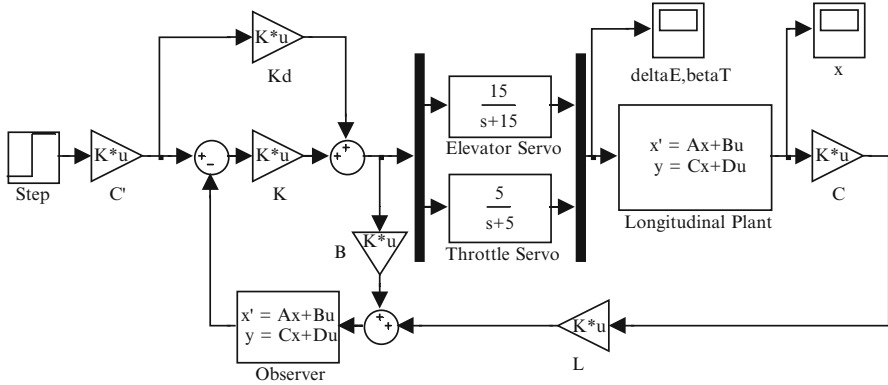 K*u
Kd
deltaE,betaT
x
15
s+15
Elevator Servo
x' = Ax+Bu
y = Cx+Du
Longitudinal Plant
Step
K*u
C'
+
-
K*u
K
+
+
K*u
C
5
s+5
Throttle Servo
K*u
B
x' = Ax+Bu
y = Cx+Du
Observer
+
+
K*u
L